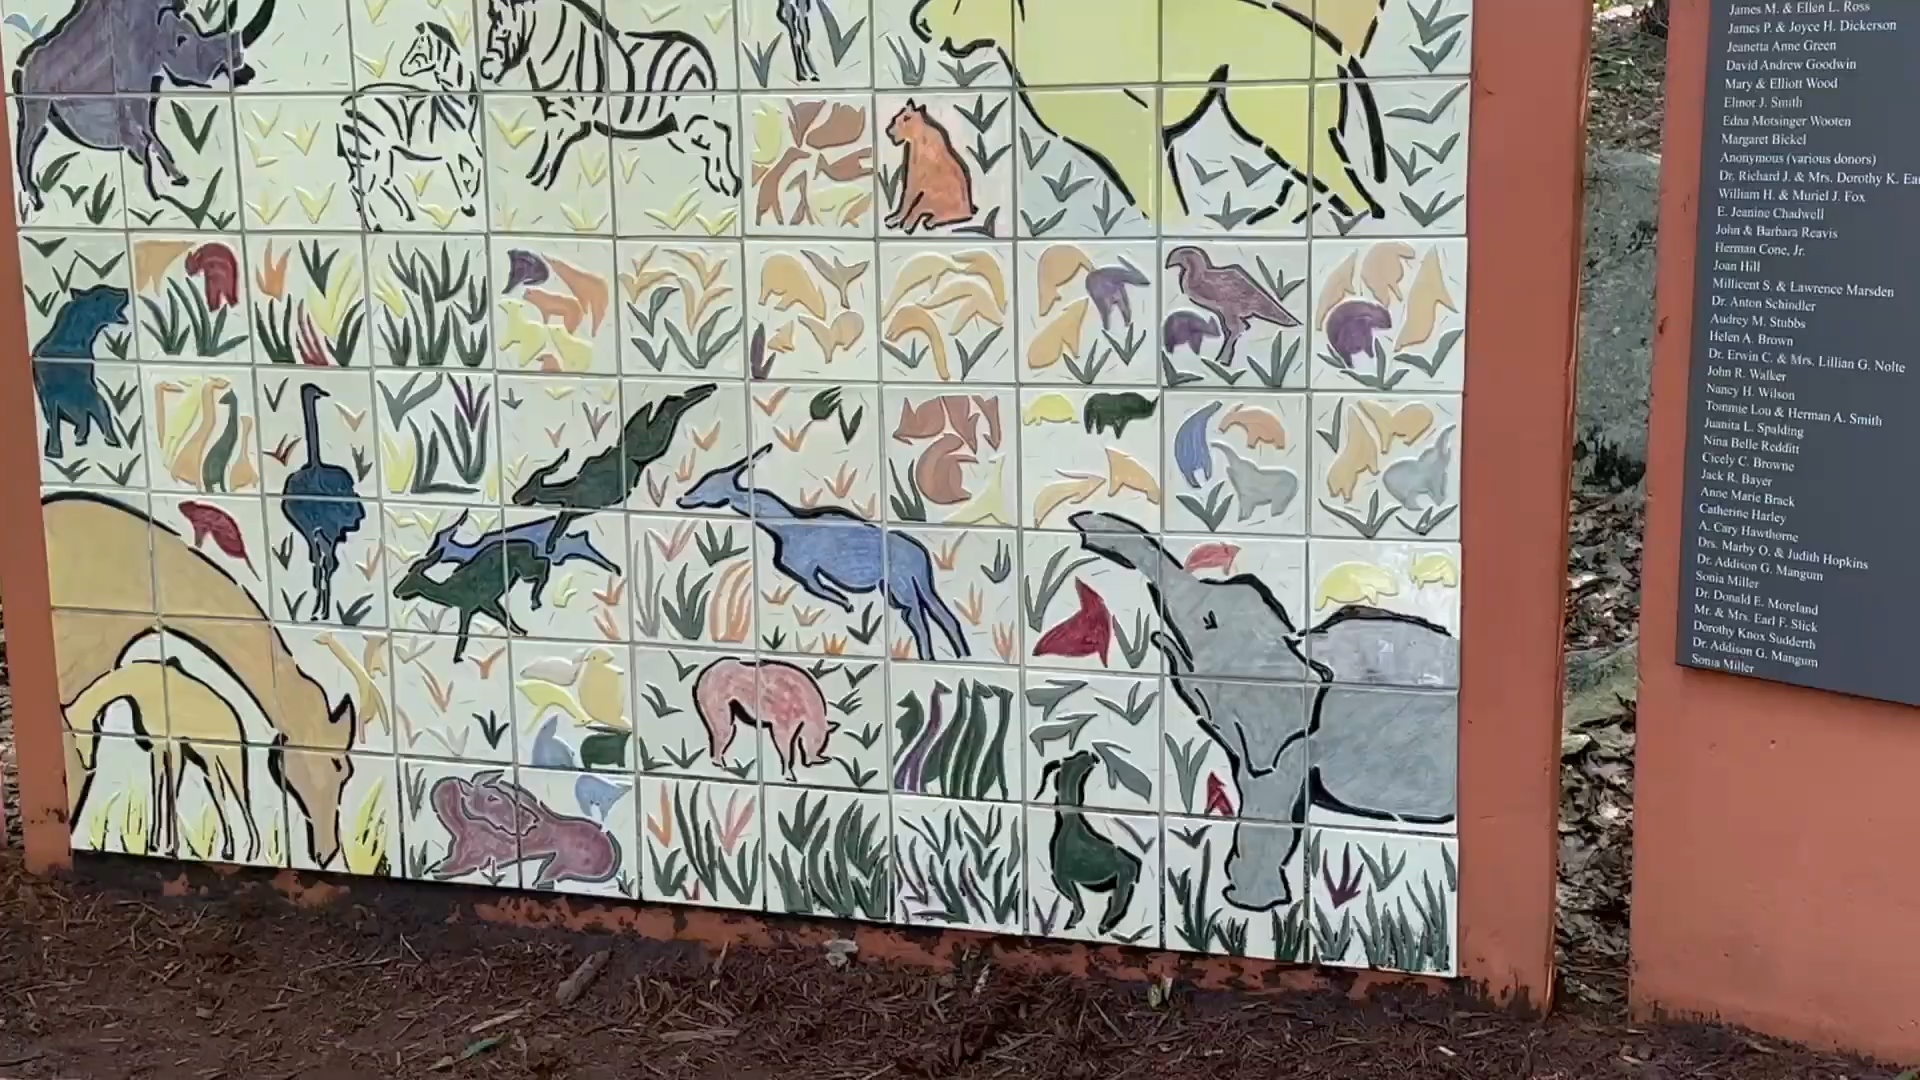 James M. & Ellen L. Ross
James P. & Joyce H. Dickerson
Jeanetta Anne Green
David Andrew Goodwin
Mary & Elliott Wood
Elinor J. Smith
Edna Motsinger Wooten
Margaret Bickel
Anonymous (various donors)
Dr. Richard J. & Mrs. Dorothy K.
William H. & Muriel J. Fox
E. Jeanine Chadwell
John & Barbara Reavis
Herman Cone, Jr.
Joan Hill
Millicent S. & Lawrence Marsden
Dr. Anton Schindler
Audrey M. Stubbs
Helen A. Brown
Dr. Erwin C. & Mrs. Lillian G. Nolte
John R. Walker
Nancy H. Wilson
Tommie Lou & Herman A. Smith
Juanita L. Spalding
Nina Belle Redditt
Cicely C. Browne
Jack R. Bayer
Anne Marie Brack
Catherine Harley
A. Cary Hawthorne
Drs. Marby O. & Judith Hopkins
Dr. Addison G. Mangum
Sonia Miller
Dr. Donald E. Moreland
Mr. & Mrs. Earl F. Slick
Dorothy Knox Sudderth
Dr. Addison G. Mangum
Sonia Miller